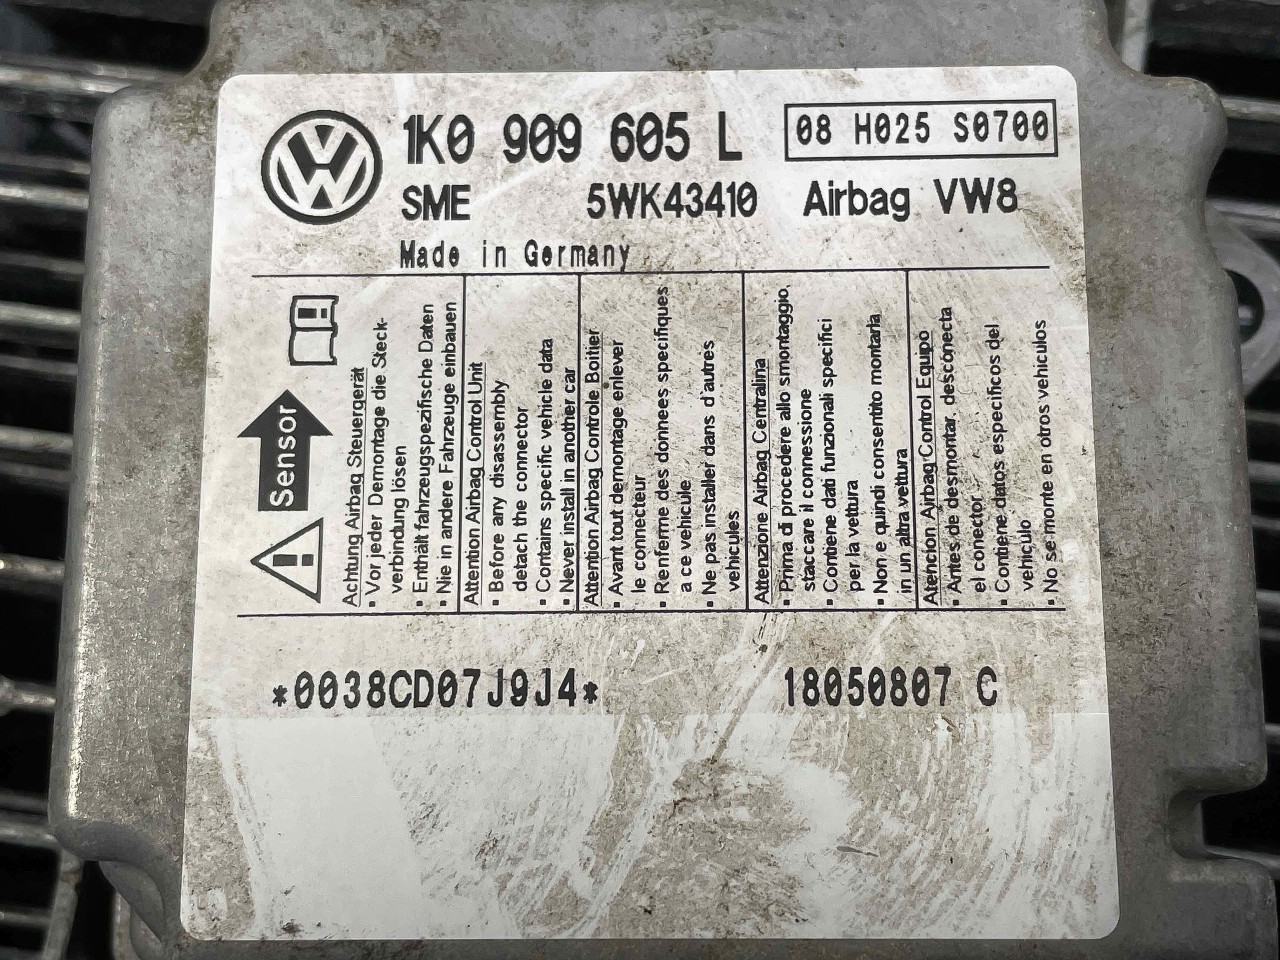 1K0 909 605 L
08 H025 S0700
SME 5WK43410 Airbag VW8
Made in Germany
Sensor
Achtung Airbag Steuergerät
• Vor jeder Demontage die Steck-
verbindung lösen
• Enthält fahrzeugspezifische Daten
• Nie in andere Fahrzeuge einbauen
Attention Airbag Control Unit
• Before any disassembly
detach the connector
• Contains specific vehicle data
• Never install in another car
Attention Airbag Controle Boitier
• Avant tout demontage enlever
le connecteur
• Renferme des donnees specifiques
a ce vehicule
• Ne pas installer dans d'autres
vehicules
Attenzione Airbag Centralina
• Prima di procedere allo smontaggio,
staccare il connessione
• Contiene dati funzionali specifici
per la vettura
• Non e quindi consentito montarla
in un altra vettura
Atencion Airbag Control Equipo
• Antes de desmontar, desconecta
el conector
• Contiene datos especificos del
vehiculo
• No se monte en otros vehiculos
*0038CD07J9J4* 18050807 C